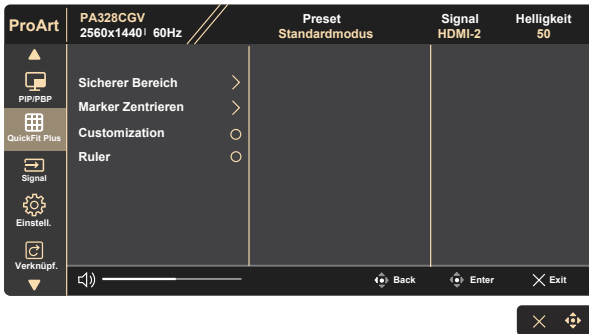 ProArt
PA328CGV
2560x1440 60Hz
Preset
Standardmodus
Signal
HDMI-2
Helligkeit
50
PIP/PBP
QuickFit Plus
Signal
Einstell.
Verknüpf.
Sicherer Bereich
Marker Zentrieren
Customization
Ruler
Back
Enter
Exit